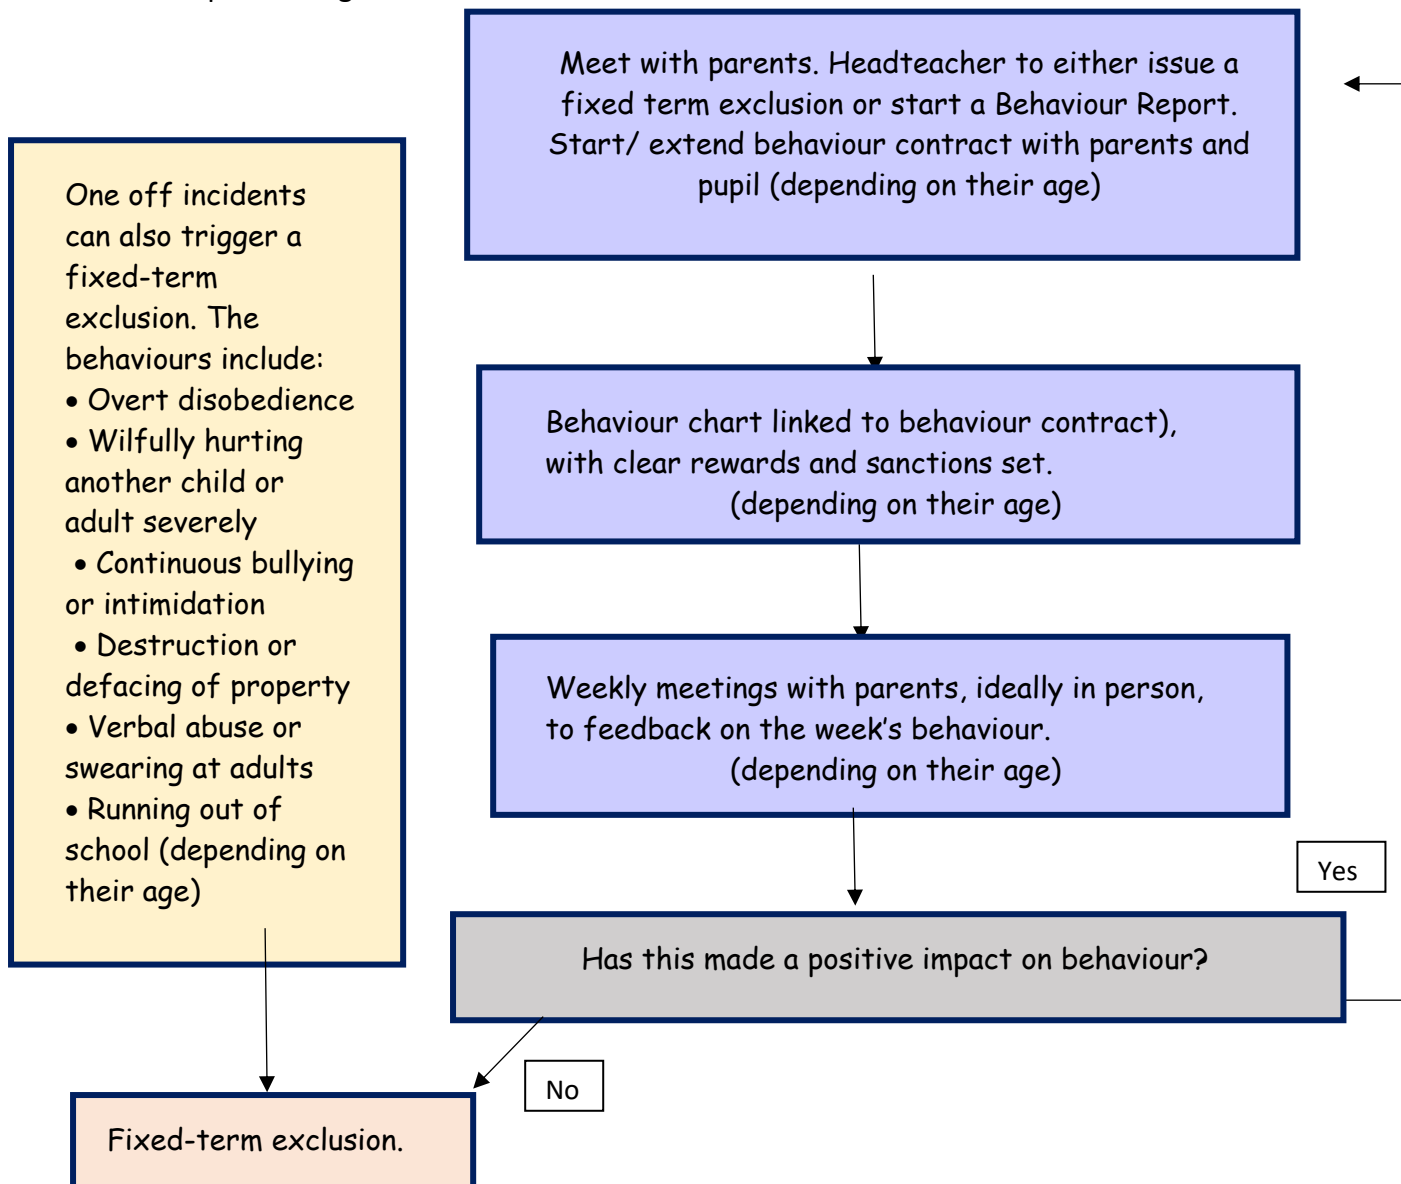 Meet with parents. Headteacher to either issue a
fixed term exclusion or start a Behaviour Report.
Start/ extend behaviour contract with parents and
pupil (depending on their age)
One off incidents
can also trigger a
fixed-term
exclusion. The
behaviours include:
• Overt disobedience
• Wilfully hurting
another child or
adult severely
• Continuous bullying
or intimidation
• Destruction or
defacing of property
• Verbal abuse or
swearing at adults
• Running out of
school (depending on
their age)
Behaviour chart linked to behaviour contract),
with clear rewards and sanctions set.
(depending on their age)
Weekly meetings with parents, ideally in person,
to feedback on the week's behaviour.
(depending on their age)
Yes
Has this made a positive impact on behaviour?
No
Fixed-term exclusion.